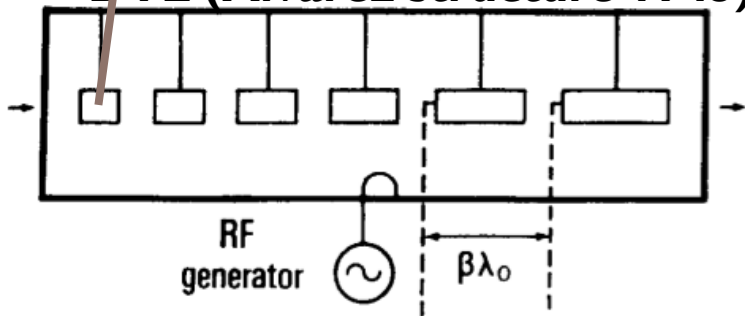 RF
generator
βλ₀